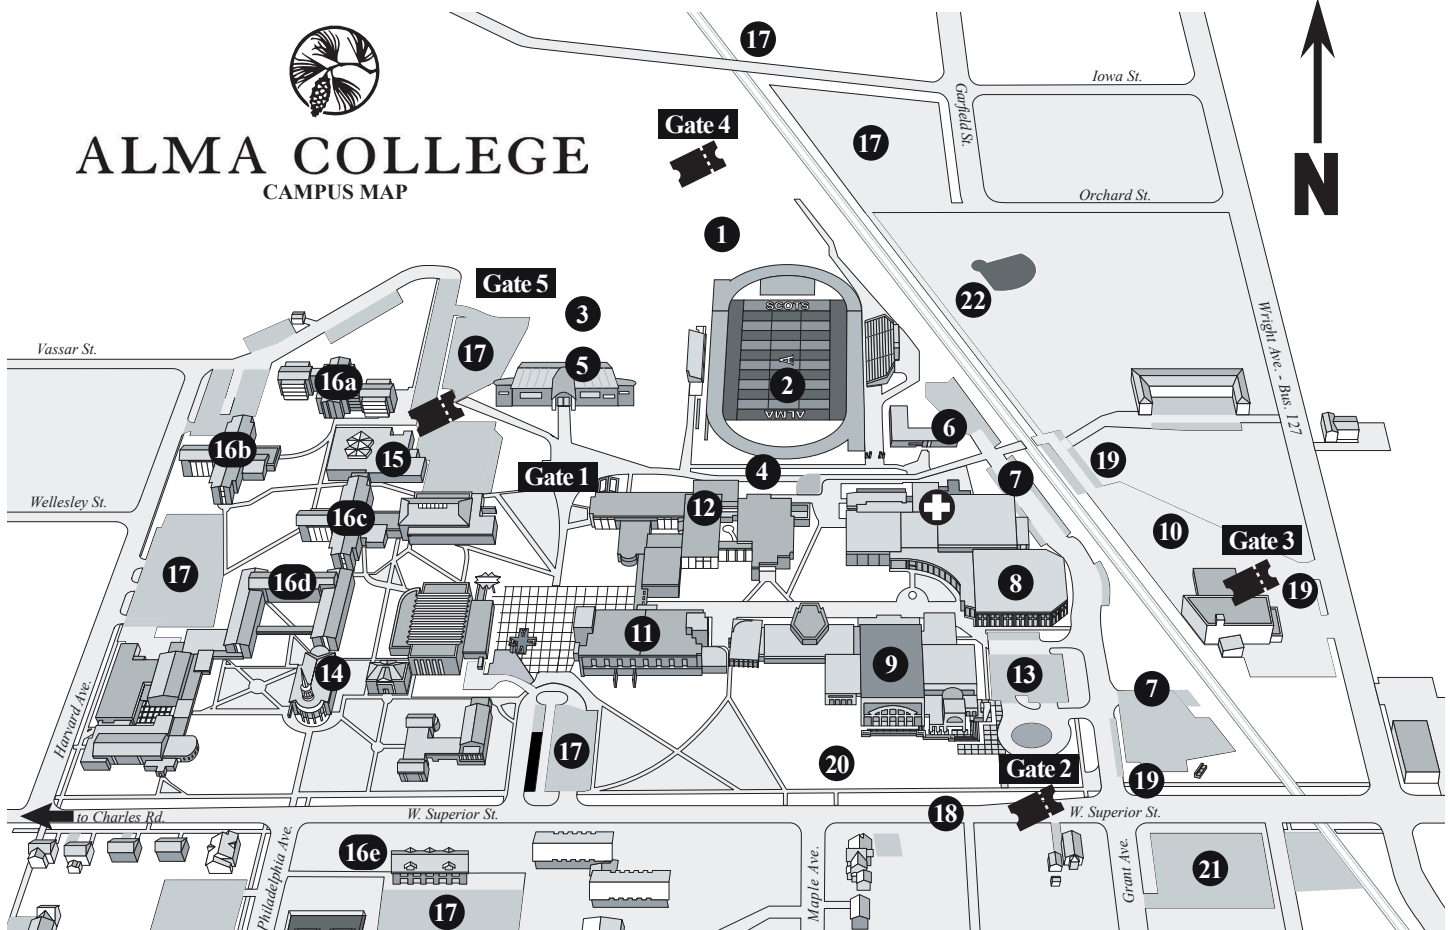 ALMA COLLEGE
CAMPUS MAP
17
Iowa St.
Garfield St.
Gate 4
17
N
Orchard St.
1
22
Gate 5
3
SCOTS
Wright Ave. - Bus. 127
Vassar St.
17
5
A
2
16a
ALMA
6
16b
15
19
Gate 1
4
7
Wellesley St.
16c
12
10
Gate 3
17
16d
8
19
11
14
9
13
7
Harvard Ave.
17
20
Gate 2
19
to Charles Rd.
W. Superior St.
18
W. Superior St.
Philadelphia Ave.
16e
Maple Ave.
Grant Ave.
21
17